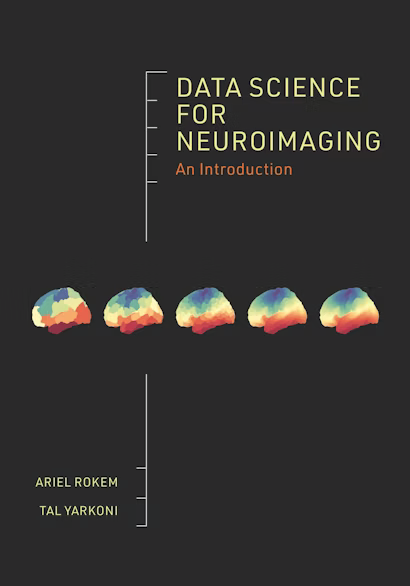 DATA SCIENCE
FOR
NEUROIMAGING
An Introduction
ARIEL ROKEM
TAL YARKONI